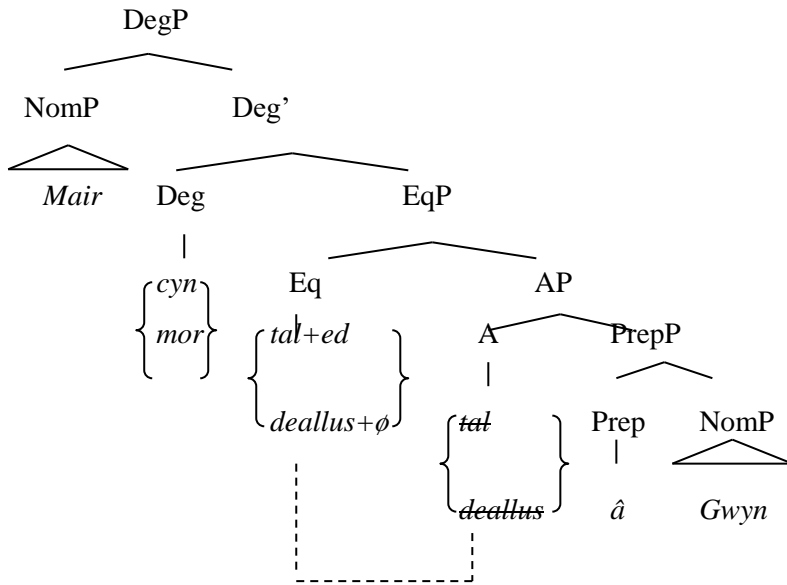 DegP
NomP Deg’
Mair Deg EqP
cyn Eq AP
mor tal+ed A PrepP
deallus+ø tal Prep NomP
deallus â Gwyn